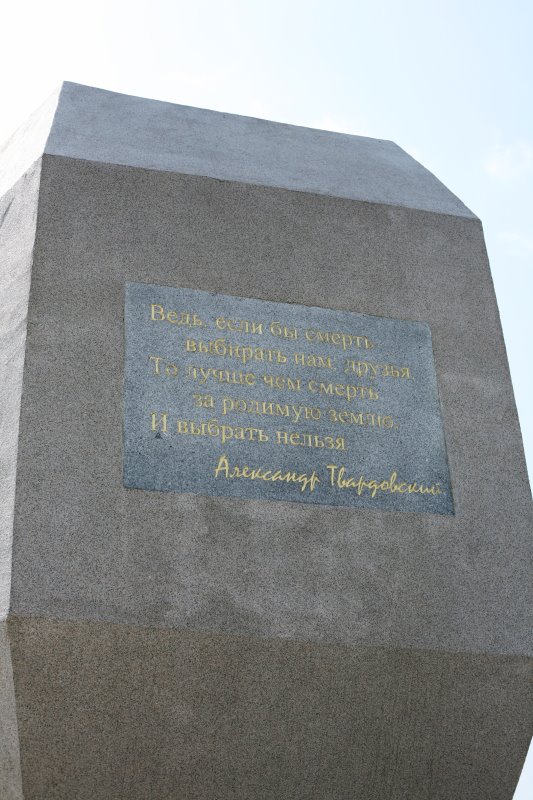 Ведь, если бы смерть
выбирать нам, друзья,
То лучше чем смерть
за родимую землю,
И выбрать нельзя
Александр Твардовский